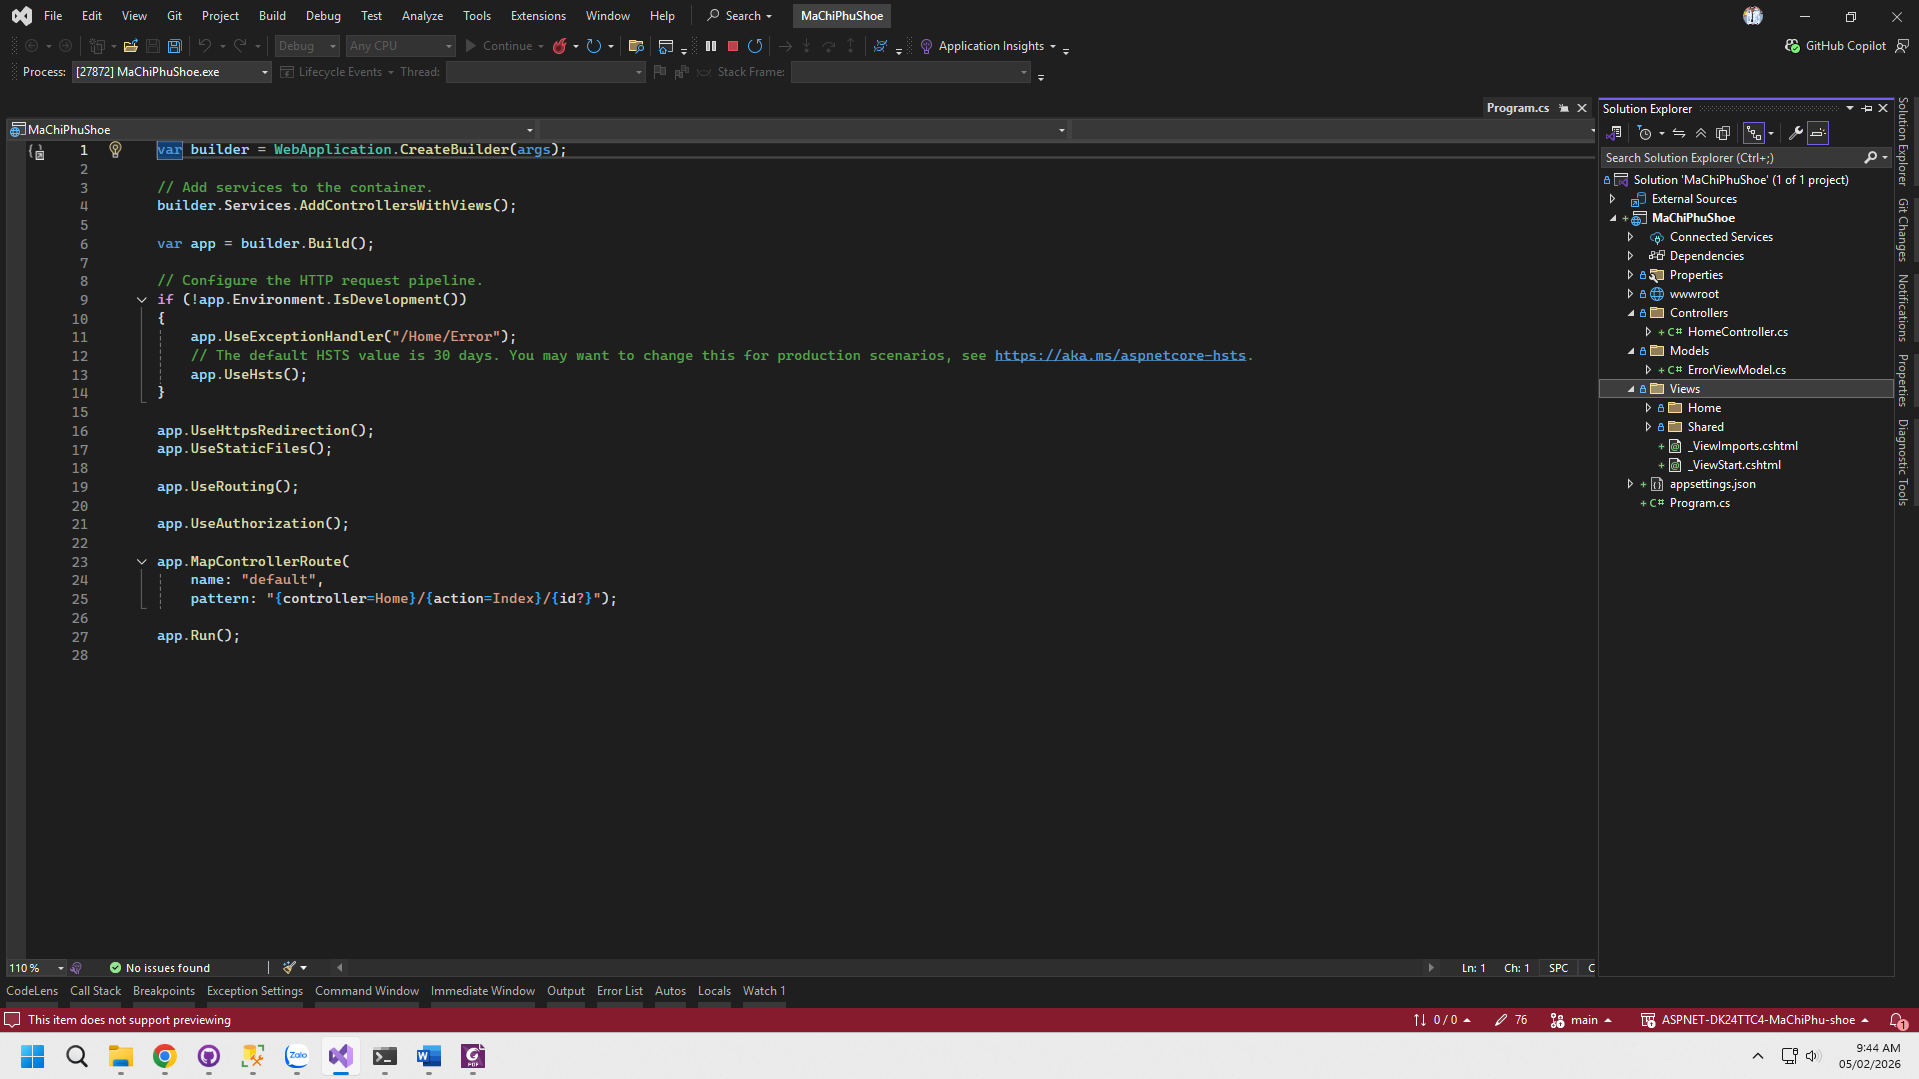 File Edit View Git Project Build Debug Test Analyze Tools Extensions Window Help Search MaChiPhuShoe
Debug Any CPU Continue Application Insights GitHub Copilot
Process: [27872] MaChiPhuShoe.exe Lifecycle Events Thread: Stack Frame:
Program.cs
MaChiPhuShoe
1 var builder = WebApplication.CreateBuilder(args);
2
3 // Add services to the container.
4 builder.Services.AddControllersWithViews();
5
6 var app = builder.Build();
7
8 // Configure the HTTP request pipeline.
9 if (!app.Environment.IsDevelopment())
10 {
11 app.UseExceptionHandler("/Home/Error");
12 // The default HSTS value is 30 days. You may want to change this for production scenarios, see https://aka.ms/aspnetcore-hsts.
13 app.UseHsts();
14 }
15
16 app.UseHttpsRedirection();
17 app.UseStaticFiles();
18
19 app.UseRouting();
20
21 app.UseAuthorization();
22
23 app.MapControllerRoute(
24 name: "default",
25 pattern: "{controller=Home}/{action=Index}/{id?}");
26
27 app.Run();
28
Solution Explorer
Search Solution Explorer (Ctrl+;)
Solution 'MaChiPhuShoe' (1 of 1 project)
External Sources
MaChiPhuShoe
Connected Services
Dependencies
Properties
wwwroot
Controllers
C# HomeController.cs
Models
C# ErrorViewModel.cs
Views
Home
Shared
_ViewImports.cshtml
_ViewStart.cshtml
appsettings.json
C# Program.cs
Solution Explorer
Git Changes
Notifications
Properties
Diagnostic Tools
110 % No issues found Ln: 1 Ch: 1 SPC
CodeLens Call Stack Breakpoints Exception Settings Command Window Immediate Window Output Error List Autos Locals Watch 1
This item does not support previewing 0 / 0 76 main ASPNET-DK24TTC4-MaChiPhu-shoe 1
Zalo
PDF
9:44 AM
05/02/2026